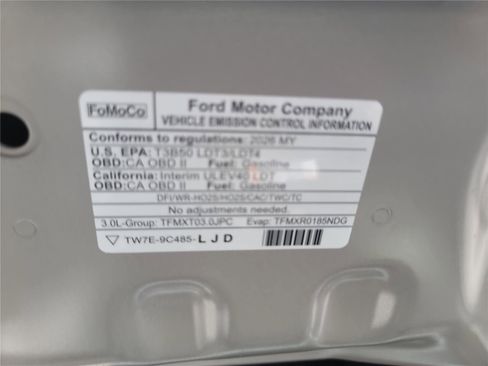 FoMoCo
Ford Motor Company
VEHICLE EMISSION CONTROL INFORMATION
Conforms to regulations: 2026 MY
U.S. EPA: T3B50 LDT3/LDT4
OBD:CA OBD II Fuel: Gasoline
California: Interim ULEV40 LDT
OBD:CA OBD II Fuel: Gasoline
DFI/WR-HO2S/HO2S/CAC/TWC/TC
No adjustments needed.
3.0L-Group: TFMXT03.0JPC Evap: TFMXR0185NDG
TW7E-9C485-LJD